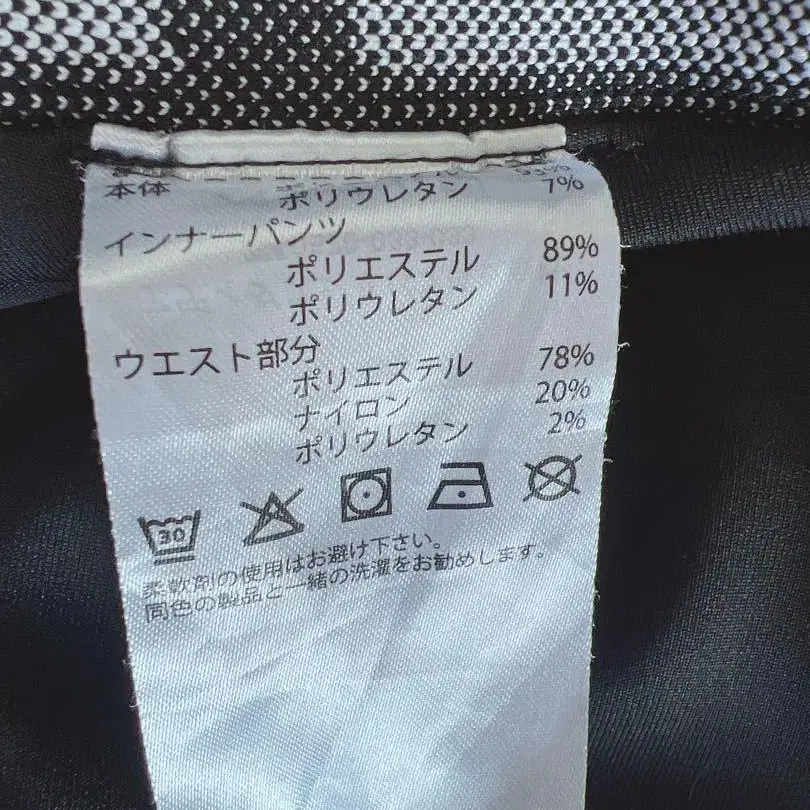 本体
ポリウレタン 7%
インナーパンツ
ポリエステル 89%
ポリウレタン 11%
ウエスト部分
ポリエステル 78%
ナイロン 20%
ポリウレタン 2%
30
柔軟剤の使用はお避け下さい。
同色の製品と一緒の洗濯をお勧めします。